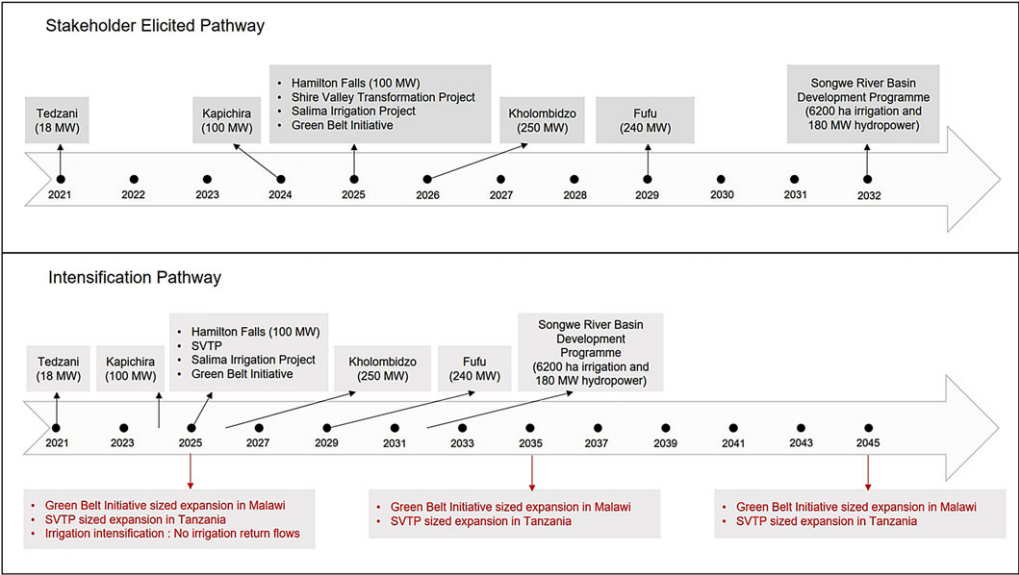 Stakeholder Elicited Pathway
Tedzani
(18 MW)
Kapichira
(100 MW)
• Hamilton Falls (100 MW)
• Shire Valley Transformation Project
• Salima Irrigation Project
• Green Belt Initiative
Kholombidzo
(250 MW)
Fufu
(240 MW)
Songwe River Basin
Development Programme
(6200 ha irrigation and
180 MW hydropower)
2021
2022
2023
2024
2025
2026
2027
2028
2029
2030
2031
2032
Intensification Pathway
Tedzani
(18 MW)
Kapichira
(100 MW)
• Hamilton Falls (100 MW)
• SVTP
• Salima Irrigation Project
• Green Belt Initiative
Kholombidzo
(250 MW)
Fufu
(240 MW)
Songwe River Basin
Development
Programme
(6200 ha irrigation and
180 MW hydropower)
2021
2023
2025
2027
2029
2031
2033
2035
2037
2039
2041
2043
2045
• Green Belt Initiative sized expansion in Malawi
• SVTP sized expansion in Tanzania
• Irrigation intensification : No irrigation return flows
• Green Belt Initiative sized expansion in Malawi
• SVTP sized expansion in Tanzania
• Green Belt Initiative sized expansion in Malawi
• SVTP sized expansion in Tanzania